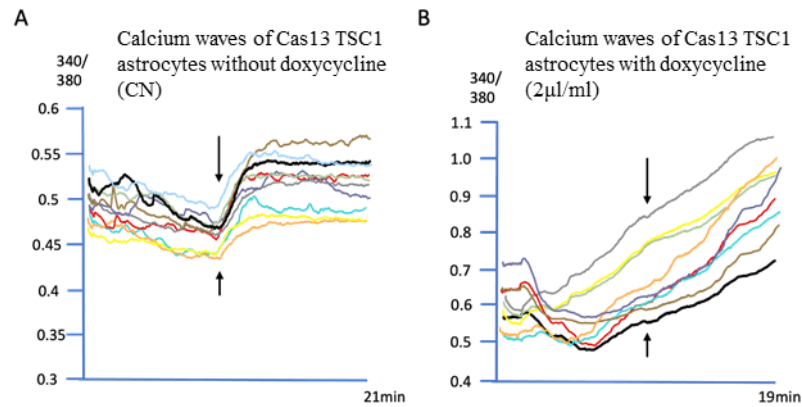 A
Calcium waves of Cas13 TSC1
astrocytes without doxycycline
(CN)
340/
380
0.6
0.55
0.5
0.45
0.4
0.35
0.3
21min
B
Calcium waves of Cas13 TSC1
astrocytes with doxycycline
(2µl/ml)
340/
380
1.1
1.0
0.9
0.8
0.7
0.6
0.5
0.4
19min